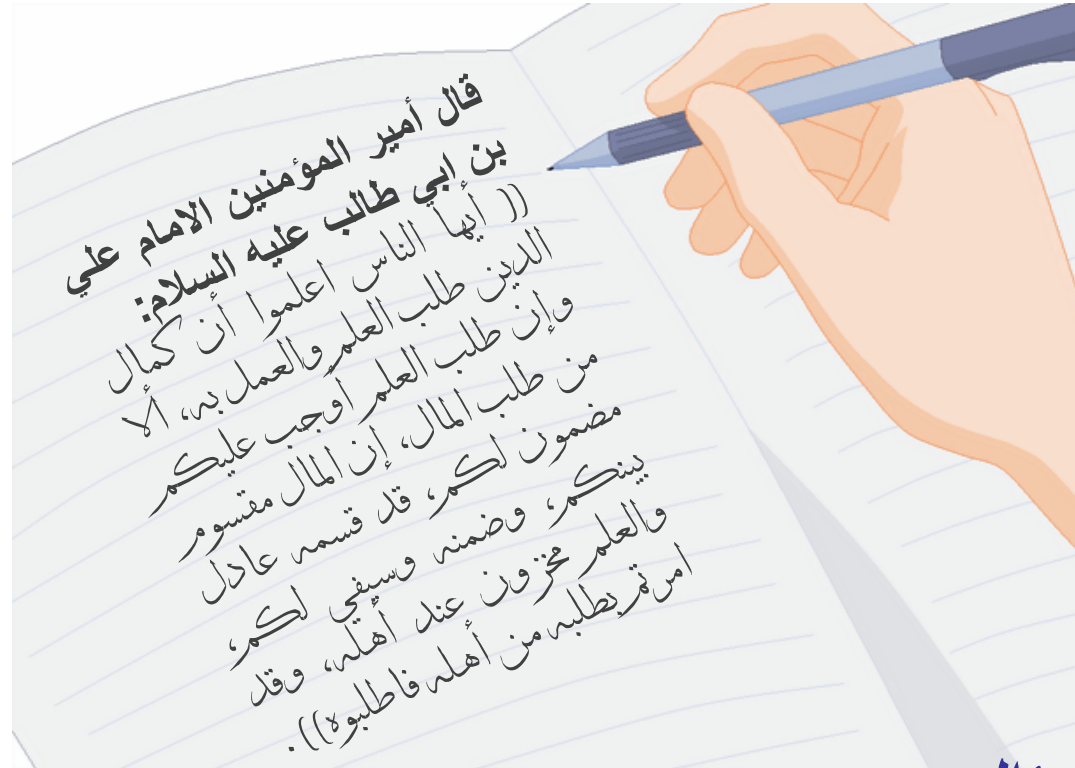 قال أمير المؤمنين الامام علي
بن ابي طالب عليه السلام:
(( أيها الناس اعلموا أن كمال
الدين طلب العلم والعمل به، ألا
وإن طلب العلم أوجب عليكم
من طلب المال، إن المال مقسوم
مضمون لكم، قد قسمه عادل
بينكم، وضمنه وسيفي لكم،
والعلم مخزون عند أهله، وقد
امرتم بطلبه من أهله فاطلبوه)).